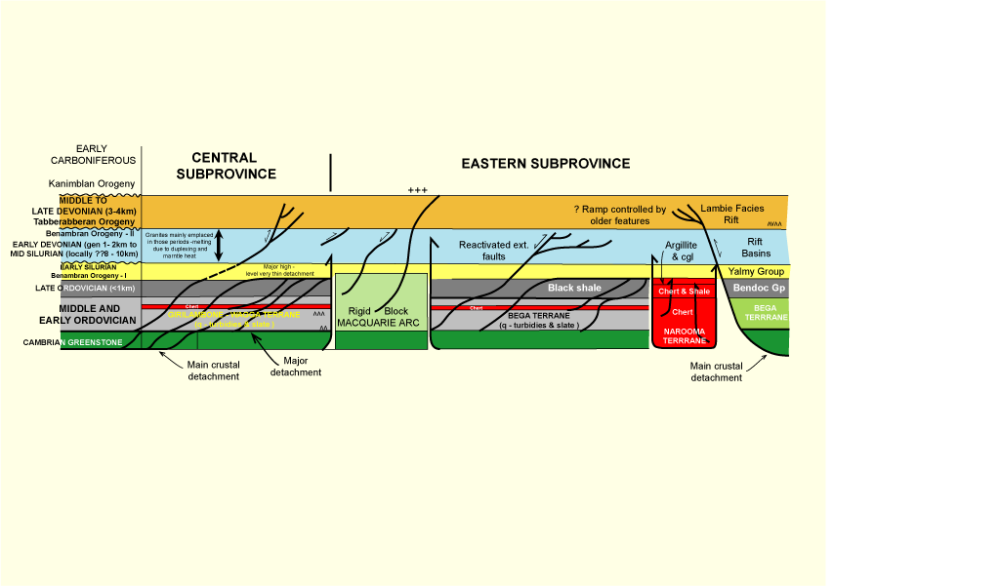 EARLY
CARBONIFEROUS
Kanimblan Orogeny
CENTRAL
SUBPROVINCE
EASTERN SUBPROVINCE
+++
MIDDLE TO
LATE DEVONIAN (3-4km)
Tabberabberan Orogeny
? Ramp controlled by
older features
Lambie Facies
Rift
Benambran Orogeny - II
EARLY DEVONIAN (gen 1- 2km to
MID SILURIAN (locally ??8 - 10km)
Granites mainly emplaced
in those periods -melting
due to duplexing and
mantle heat
Reactivated ext.
faults
Argillite
& cgl
Rift
Basins
EARLY SILURIAN
Benambran Orogeny - I
Major high -
level very thin detachment
Yalmy Group
LATE ORDOVICIAN (<1km)
Black shale
Chert & Shale
Bendoc Gp
MIDDLE AND
EARLY ORDOVICIAN
Chert
GIRILAMBONE - WAGGA TERRANE
(q - turbidies & slate )
Rigid Block
MACQUARIE ARC
Chert
BEGA TERRANE
(q - turbidies & slate )
Chert
NAROOMA
TERRRANE
BEGA
TERRRANE
CAMBRIAN GREENSTONE
Main crustal
detachment
Major
detachment
Main crustal
detachment